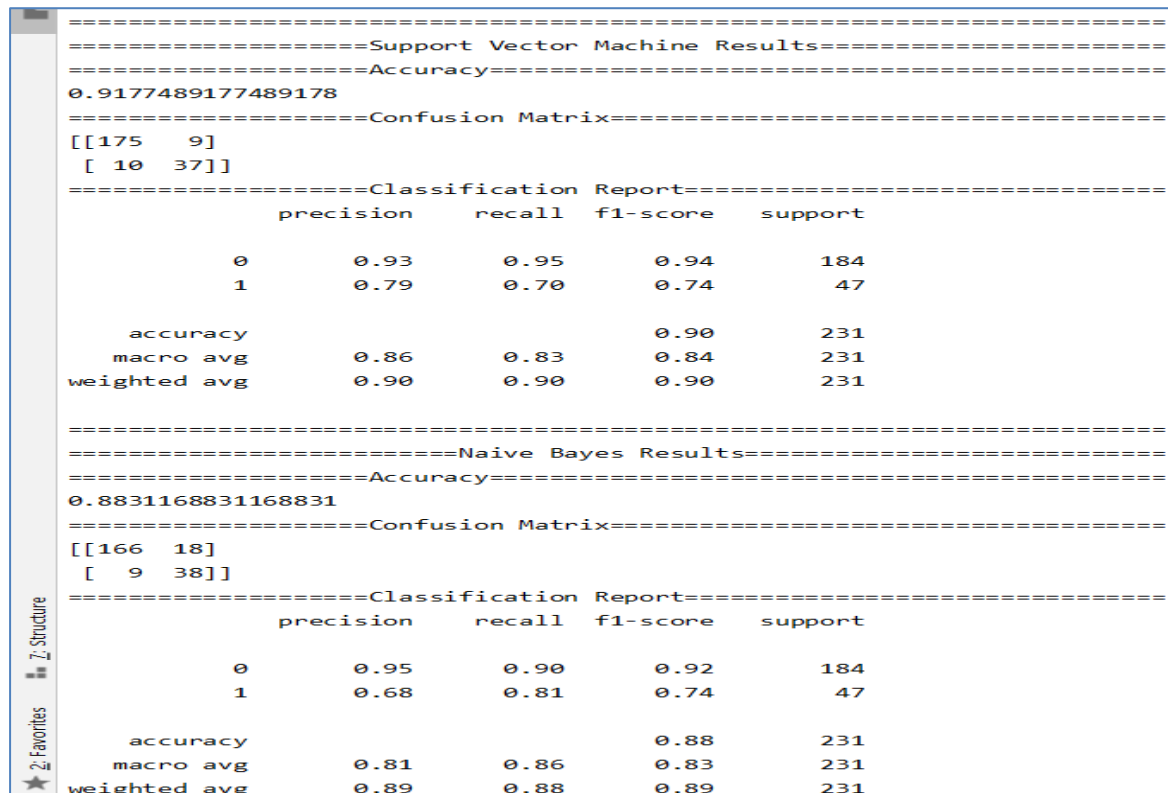 ================================================================================
====================Support Vector Machine Results=======================
====================Accuracy=============================================
0.9177489177489178
====================Confusion Matrix=====================================
[[175   9]
 [ 10  37]]
====================Classification Report================================
              precision    recall  f1-score   support
           0       0.93      0.95      0.94       184
           1       0.79      0.70      0.74        47
    accuracy                           0.90       231
   macro avg       0.86      0.83      0.84       231
weighted avg       0.90      0.90      0.90       231
=========================================================================
==========================Naive Bayes Results============================
====================Accuracy=============================================
0.8831168831168831
====================Confusion Matrix=====================================
[[166  18]
 [  9  38]]
====================Classification Report================================
              precision    recall  f1-score   support
           0       0.95      0.90      0.92       184
           1       0.68      0.81      0.74        47
    accuracy                           0.88       231
   macro avg       0.81      0.86      0.83       231
weighted avg       0.89      0.88      0.89       231
7: Structure
2: Favorites